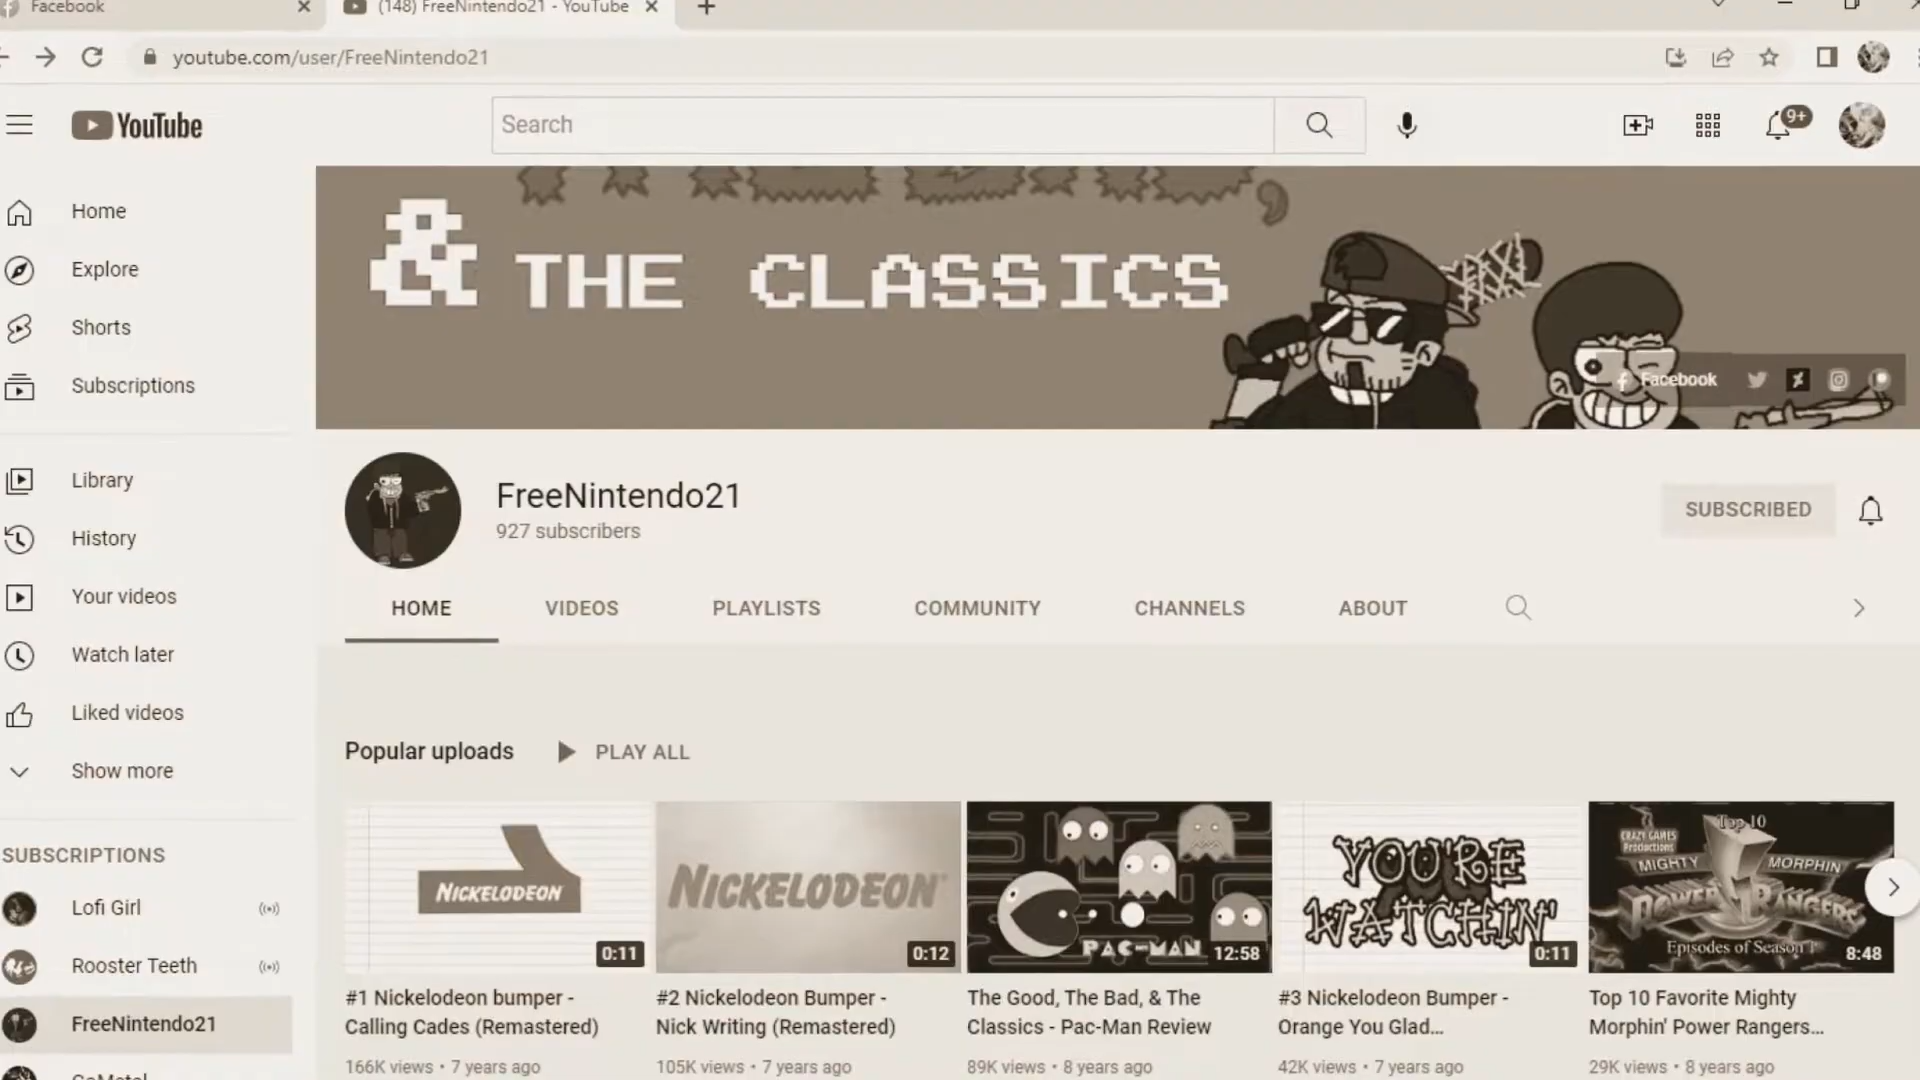 Facebook
(148) FreeNintendo21 - YouTube
youtube.com/user/FreeNintendo21
YouTube
Search
9+
Home
Explore
Shorts
Subscriptions
Library
History
Your videos
Watch later
Liked videos
Show more
SUBSCRIPTIONS
Lofi Girl
Rooster Teeth
FreeNintendo21
& THE CLASSICS
Facebook
FreeNintendo21
927 subscribers
SUBSCRIBED
HOME
VIDEOS
PLAYLISTS
COMMUNITY
CHANNELS
ABOUT
Popular uploads
PLAY ALL
NICKELODEON
0:11
#1 Nickelodeon bumper -
Calling Cades (Remastered)
166K views • 7 years ago
NICKELODEON
0:12
#2 Nickelodeon Bumper -
Nick Writing (Remastered)
105K views • 7 years ago
PAC-MAN
12:58
The Good, The Bad, & The
Classics - Pac-Man Review
89K views • 8 years ago
YOU'RE
WATCHIN'
0:11
#3 Nickelodeon Bumper -
Orange You Glad...
42K views • 7 years ago
Top 10
CRAZY GAMES
Productions
MIGHTY MORPHIN
POWER RANGERS
Episodes of Season 1
8:48
Top 10 Favorite Mighty
Morphin' Power Rangers...
29K views • 8 years ago